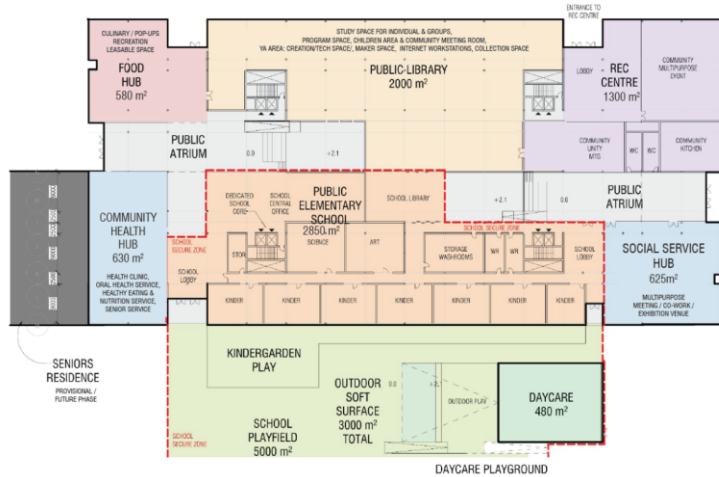 CULINARY / POP-UPS
RECREATION
LEASABLE SPACE
FOOD
HUB
580 m²
STUDY SPACE FOR INDIVIDUAL & GROUPS,
PROGRAM SPACE, CHILDREN AREA & COMMUNITY MEETING ROOM,
YA AREA: CREATION/TECH SPACE/, MAKER SPACE, INTERNET WORKSTATIONS, COLLECTION SPACE
PUBLIC LIBRARY
2000 m²
ENTRANCE TO
REC CENTRE
LOBBY
REC
CENTRE
1300 m²
COMMUNITY
MULTIPURPOSE
PUBLIC
ATRIUM
0.0
+2.1
COMMUNITY
UNITY
MTG
WC
WC
COMMUNITY
KITCHEN
DEDICATED
SCHOOL
CORE
SCHOOL
CENTRAL
OFFICE
PUBLIC
ELEMENTARY
SCHOOL
2850 m²
SCHOOL LIBRARY
+2.1
0.0
PUBLIC
ATRIUM
COMMUNITY
HEALTH
HUB
630 m²
HEALTH CLINIC,
ORAL HEALTH SERVICE,
HEALTHY EATING &
NUTRITION SERVICE,
SENIOR SERVICE
SCHOOL
SECURE ZONE
SCHOOL
LOBBY
STOR
SCIENCE
ART
STORAGE
WASHROOMS
WR
WR
SCHOOL SECURE ZONE
SCHOOL
LOBBY
SOCIAL SERVICE
HUB
625m²
MULTIPURPOSE
MEETING / CO-WORK /
EXHIBITION VENUE
KINDER
KINDER
KINDER
KINDER
KINDER
KINDER
KINDER
SENIORS
RESIDENCE
PROVISIONAL /
FUTURE PHASE
KINDERGARDEN
PLAY
0.0
+2.
OUTDOOR
SOFT
SURFACE
3000 m²
TOTAL
OUTDOOR PLAY
DAYCARE
480 m²
SCHOOL
PLAYFIELD
5000 m²
SCHOOL
SECURE ZONE
DAYCARE PLAYGROUND